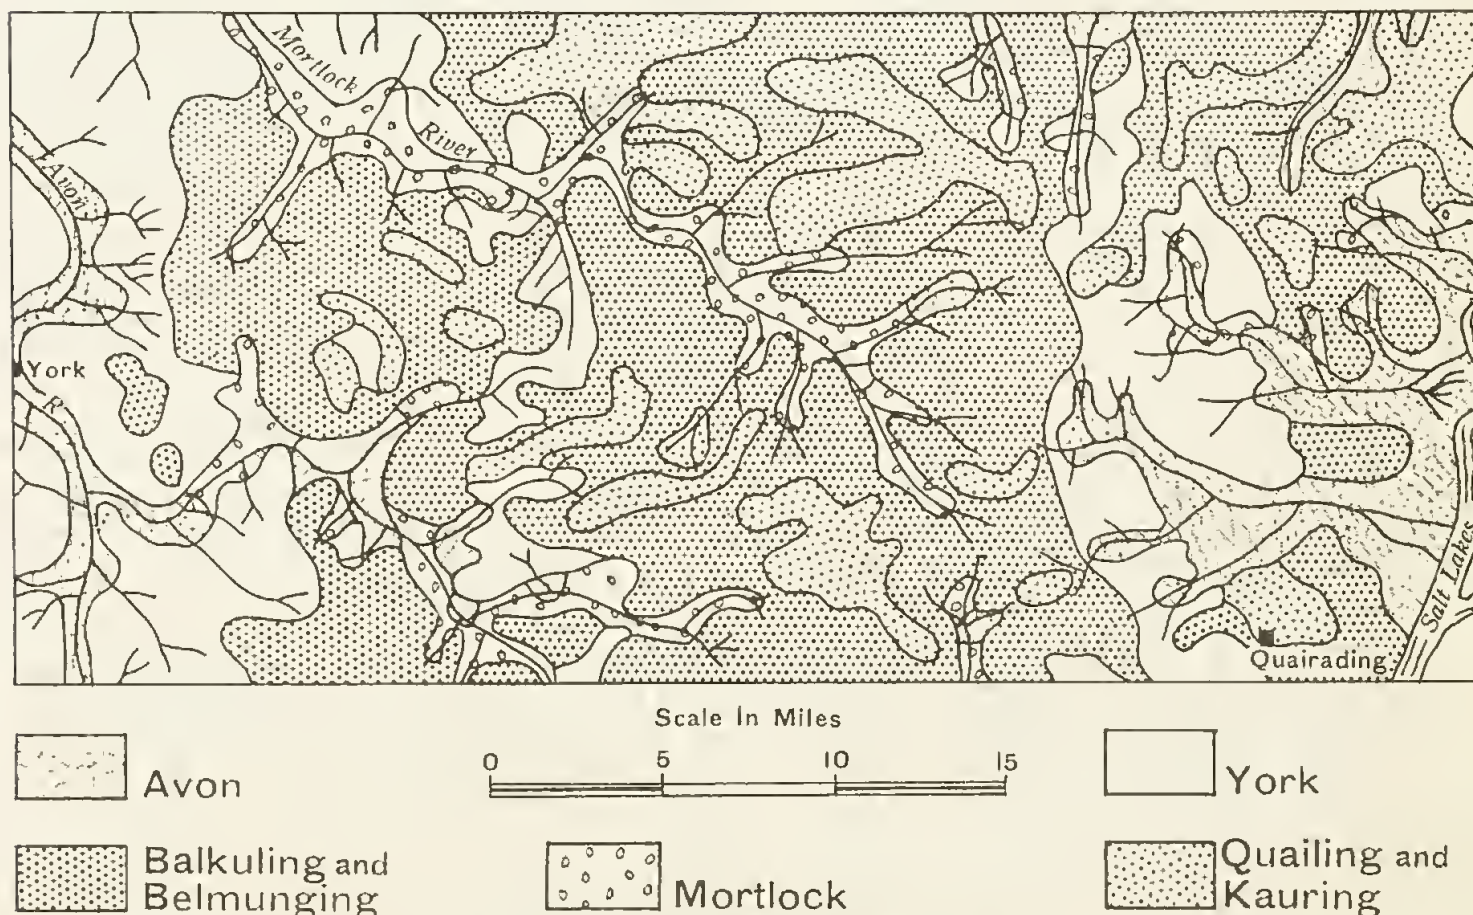 Mortlock
River
Avon
York
R
Salt Lakes
Quairading
Scale In Miles
0 5 10 15
Avon
York
Balkuling and
Belmunging
Mortlock
Quailing and
Kauring